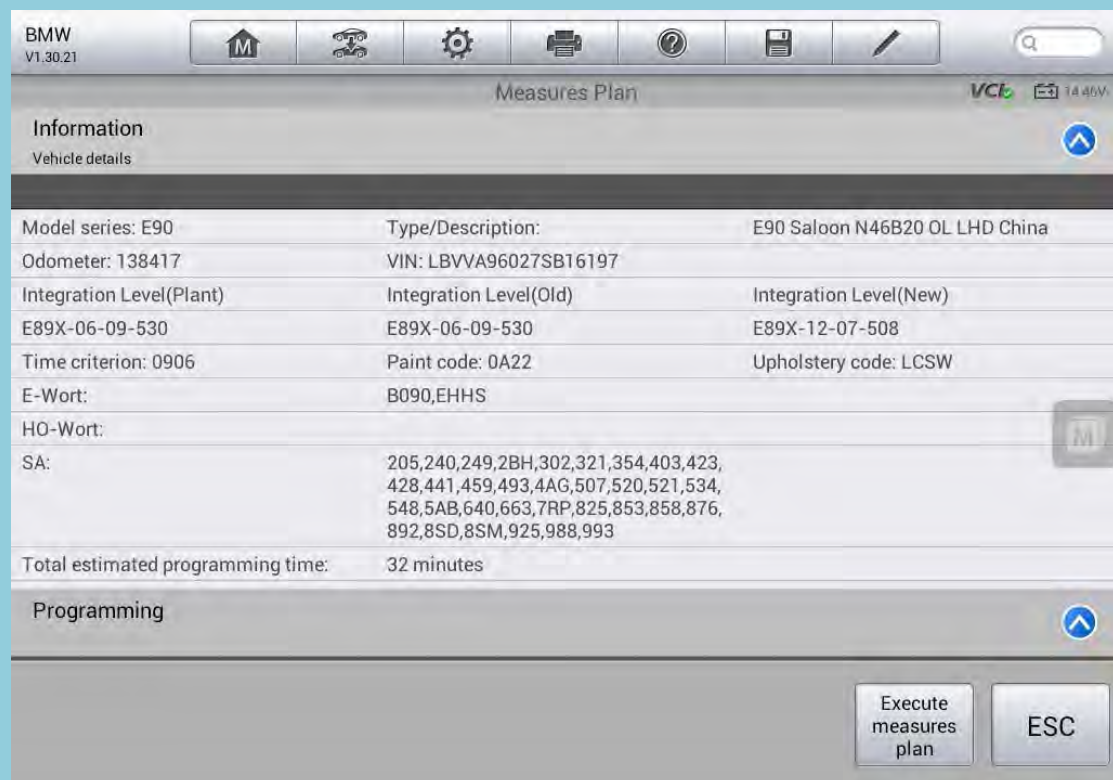 BMW
V1.30.21
M
Measures Plan
VCI
14.46V
Information
Vehicle details
Model series: E90 Type/Description: E90 Saloon N46B20 OL LHD China
Odometer: 138417 VIN: LBVVA96027SB16197
Integration Level(Plant) Integration Level(Old) Integration Level(New)
E89X-06-09-530 E89X-06-09-530 E89X-12-07-508
Time criterion: 0906 Paint code: 0A22 Upholstery code: LCSW
E-Wort: B090,EHHS
HO-Wort:
M
SA: 205,240,249,2BH,302,321,354,403,423,
428,441,459,493,4AG,507,520,521,534,
548,5AB,640,663,7RP,825,853,858,876,
892,8SD,8SM,925,988,993
Total estimated programming time: 32 minutes
Programming
Execute
measures
plan
ESC